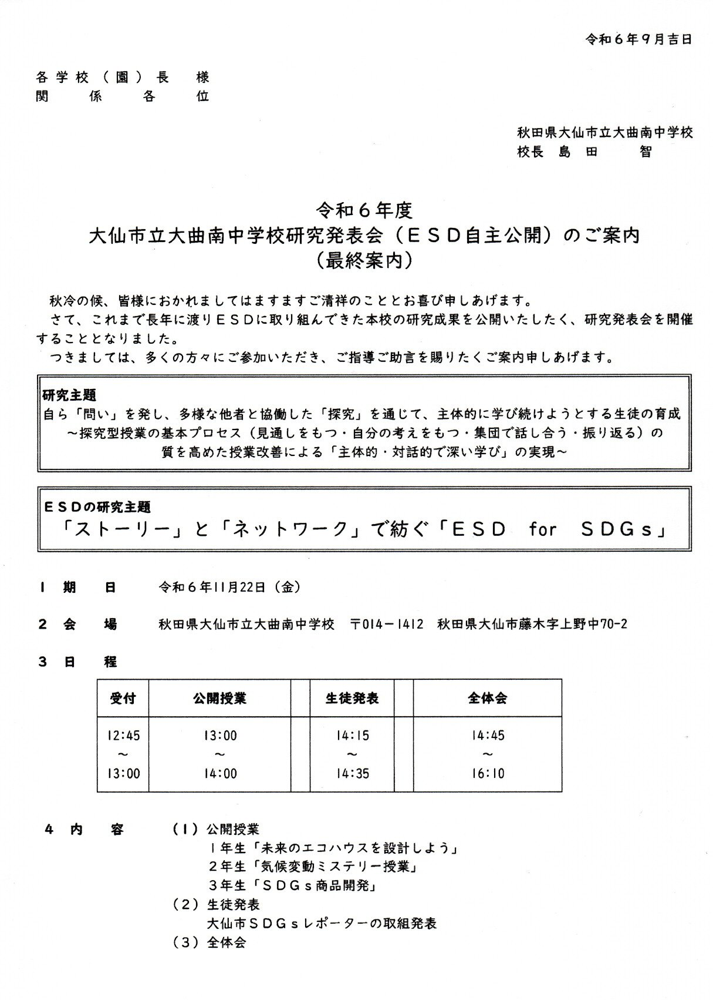 令和６年９月吉日
各学校（園）長　様
関　係　各　位
秋田県大仙市立大曲南中学校
校長　島　田　　智
令和６年度
大仙市立大曲南中学校研究発表会（ＥＳＤ自主公開）のご案内
（最終案内）
秋冷の候、皆様におかれましてはますますご清祥のこととお喜び申しあげます。
さて、これまで長年に渡りＥＳＤに取り組んできた本校の研究成果を公開いたしたく、研究発表会を開催
することとなりました。
つきましては、多くの方々にご参加いただき、ご指導ご助言を賜りたくご案内申しあげます。
研究主題
自ら「問い」を発し、多様な他者と協働した「探究」を通じて、主体的に学び続けようとする生徒の育成
～探究型授業の基本プロセス（見通しをもつ・自分の考えをもつ・集団で話し合う・振り返る）の
質を高めた授業改善による「主体的・対話的で深い学び」の実現～
ＥＳＤの研究主題
「ストーリー」と「ネットワーク」で紡ぐ「ＥＳＤ　for　ＳＤＧｓ」
１　期　日　　令和６年11月22日（金）
２　会　場　　秋田県大仙市立大曲南中学校　〒014－1412　秋田県大仙市藤木字上野中70-2
３　日　程
受付　公開授業　生徒発表　全体会
12:45　13:00　14:15　14:45
～　～　～　～
13:00　14:00　14:35　16:10
４　内　容　　（１）公開授業
１年生「未来のエコハウスを設計しよう」
２年生「気候変動ミステリー授業」
３年生「ＳＤＧｓ商品開発」
（２）生徒発表
大仙市ＳＤＧｓレポーターの取組発表
（３）全体会